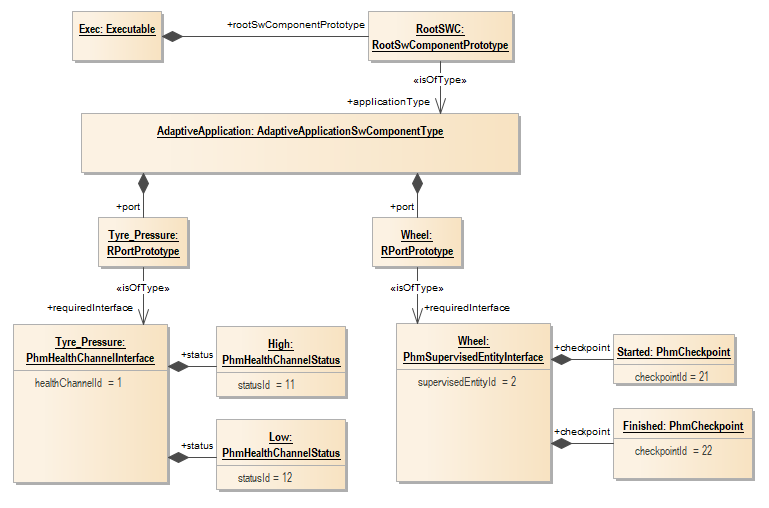 Exec: Executable
+rootSwComponentPrototype
RootSWC:
RootSwComponentPrototype
«isOfType»
+applicationType
AdaptiveApplication: AdaptiveApplicationSwComponentType
+port
+port
Tyre_Pressure:
RPortPrototype
Wheel:
RPortPrototype
«isOfType»
«isOfType»
+requiredInterface
+requiredInterface
Tyre_Pressure:
PhmHealthChannelInterface
healthChannelId = 1
+status
High:
PhmHealthChannelStatus
statusId = 11
+status
Low:
PhmHealthChannelStatus
statusId = 12
Wheel:
PhmSupervisedEntityInterface
supervisedEntityId = 2
+checkpoint
Started: PhmCheckpoint
checkpointId = 21
+checkpoint
Finished: PhmCheckpoint
checkpointId = 22